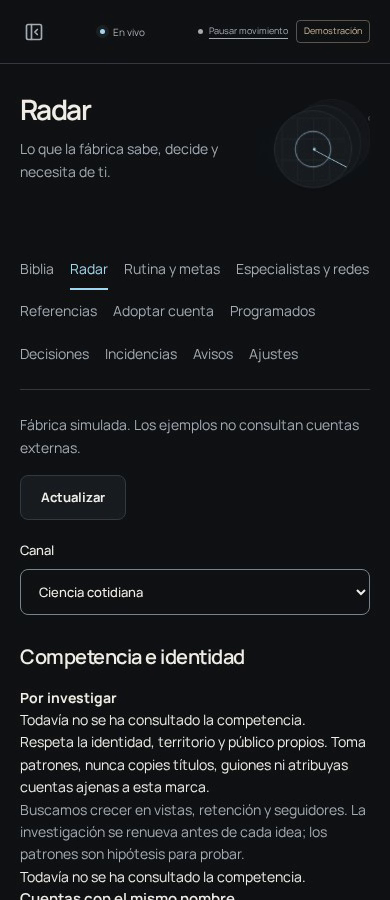 En vivo
Pausar movimiento
Demostración
Radar
Lo que la fábrica sabe, decide y
necesita de ti.
Biblia Radar Rutina y metas Especialistas y redes
Referencias Adoptar cuenta Programados
Decisiones Incidencias Avisos Ajustes
Fábrica simulada. Los ejemplos no consultan cuentas
externas.
Actualizar
Canal
Ciencia cotidiana
Competencia e identidad
Por investigar
Todavía no se ha consultado la competencia.
Respeta la identidad, territorio y público propios. Toma
patrones, nunca copies títulos, guiones ni atribuyas
cuentas ajenas a esta marca.
Buscamos crecer en vistas, retención y seguidores. La
investigación se renueva antes de cada idea; los
patrones son hipótesis para probar.
Todavía no se ha consultado la competencia.
Cuentas con el mismo nombre